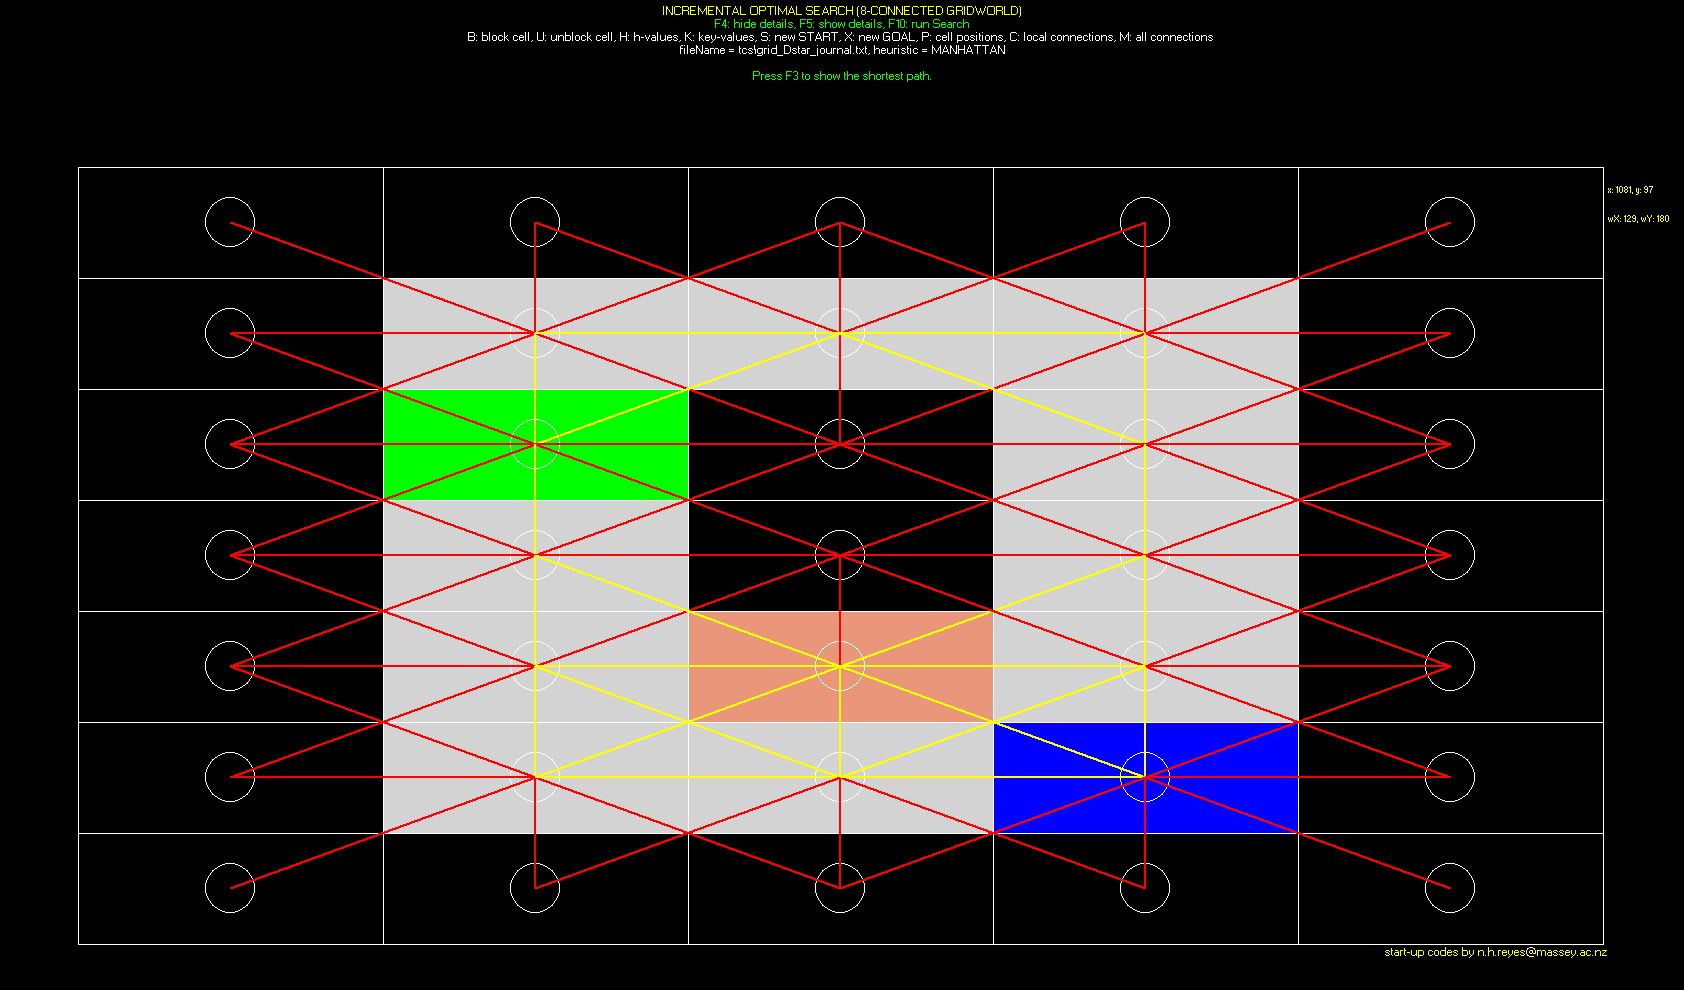 INCREMENTAL OPTIMAL SEARCH (8-CONNECTED GRIDWORLD)
F4: hide details, F5: show details, F10: run Search
B: block cell, U: unblock cell, H: h-values, K: key-values, S: new START, X: new GOAL, P: cell positions, C: local connections, M: all connections
fileName = tcs\grid_Dstar_journal.txt, heuristic = MANHATTAN
Press F3 to show the shortest path.
x: 1081, y: 97
wX: 129, wY: 180
start-up codes by n.h.reyes@massey.ac.nz